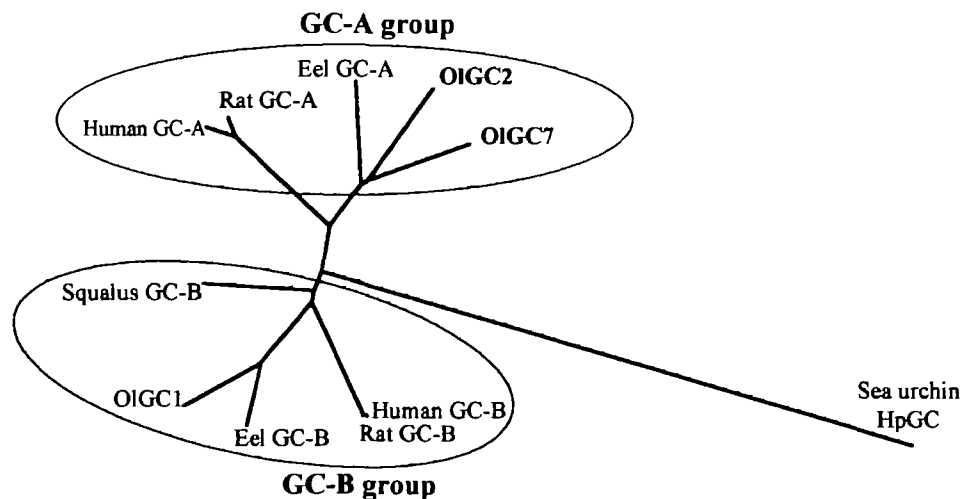 GC-A group
Eel GC-A
OlGC2
Rat GC-A
Human GC-A
OlGC7
Squalus GC-B
OlGC1
Eel GC-B
Human GC-B
Rat GC-B
Sea urchin
HpGC
GC-B group